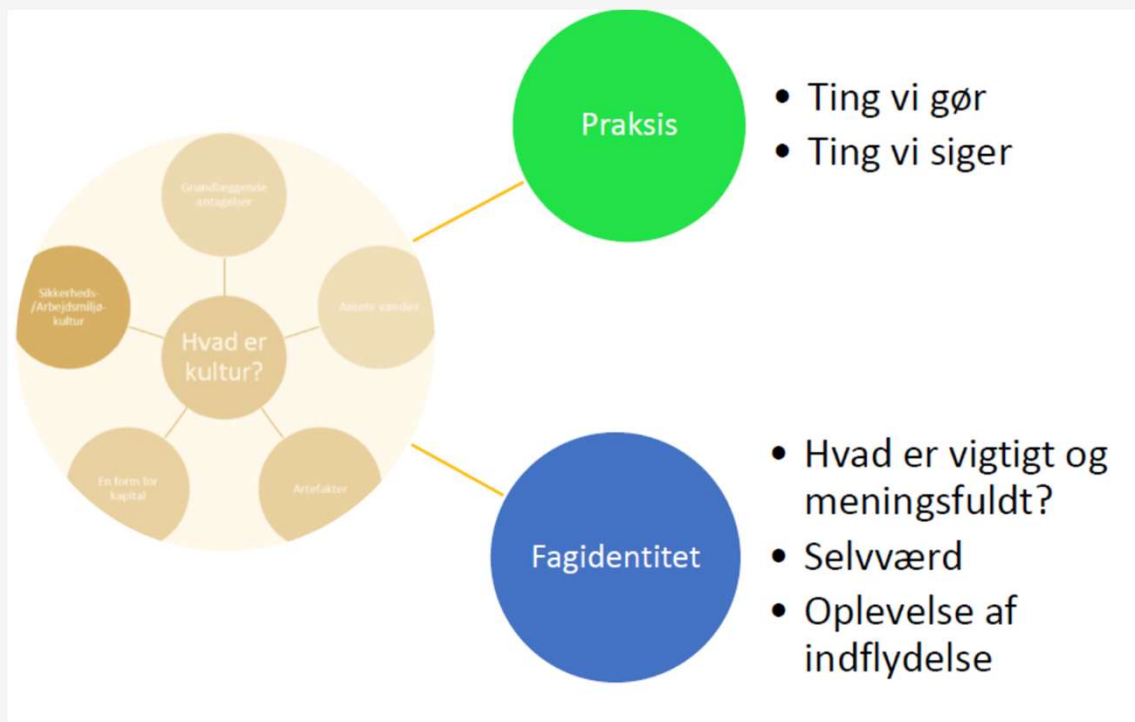 Praksis
• Ting vi gør
• Ting vi siger
Grundlæggende
antagelser
Sikkerheds-
/Arbejdsmiljø-
kultur
værdier
Hvad er
kultur?
En form for
kapital
Artefakter
Fagidentitet
• Hvad er vigtigt og
meningsfuldt?
• Selvværd
• Oplevelse af
indflydelse